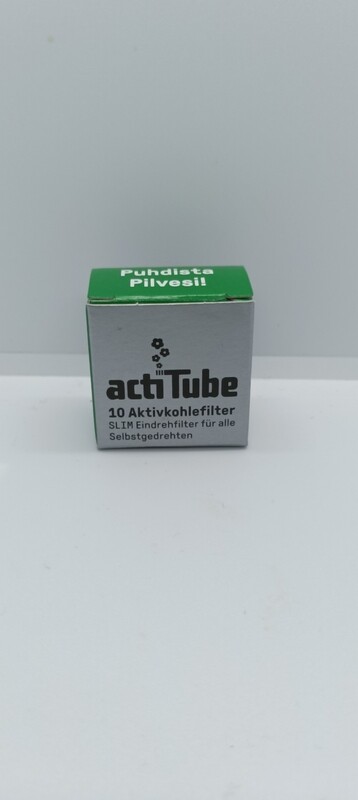 Puhdista
Pilvesi!
actiTube
10 Aktivkohlefilter
SLIM Eindrehfilter für alle
Selbstgedrehten